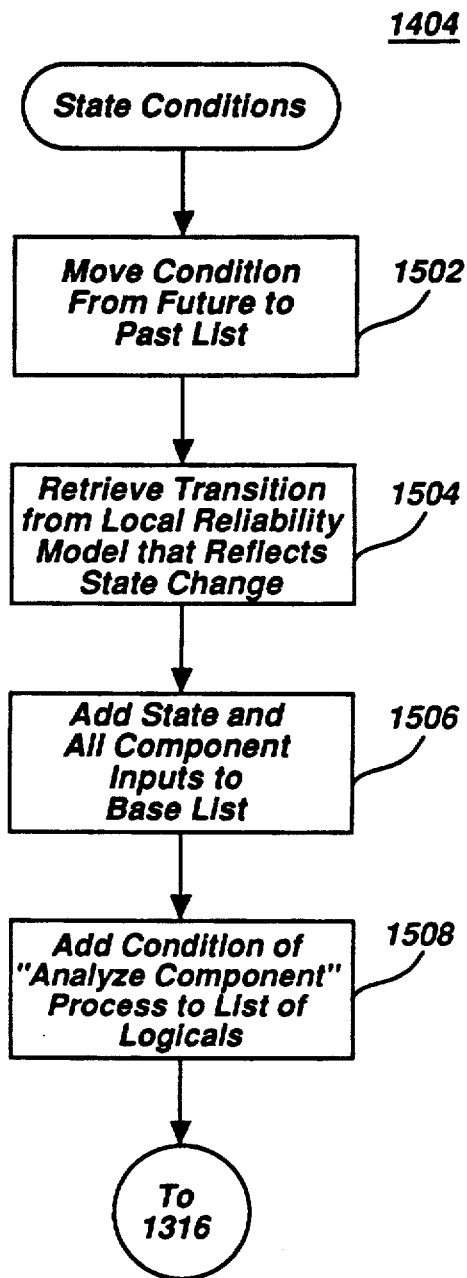 1404
State Conditions
Move Condition
From Future to
Past List
1502
Retrieve Transition
from Local Reliability
Model that Reflects
State Change
1504
Add State and
All Component
Inputs to
Base List
1506
Add Condition of
"Analyze Component"
Process to List of
Logicals
1508
To
1316